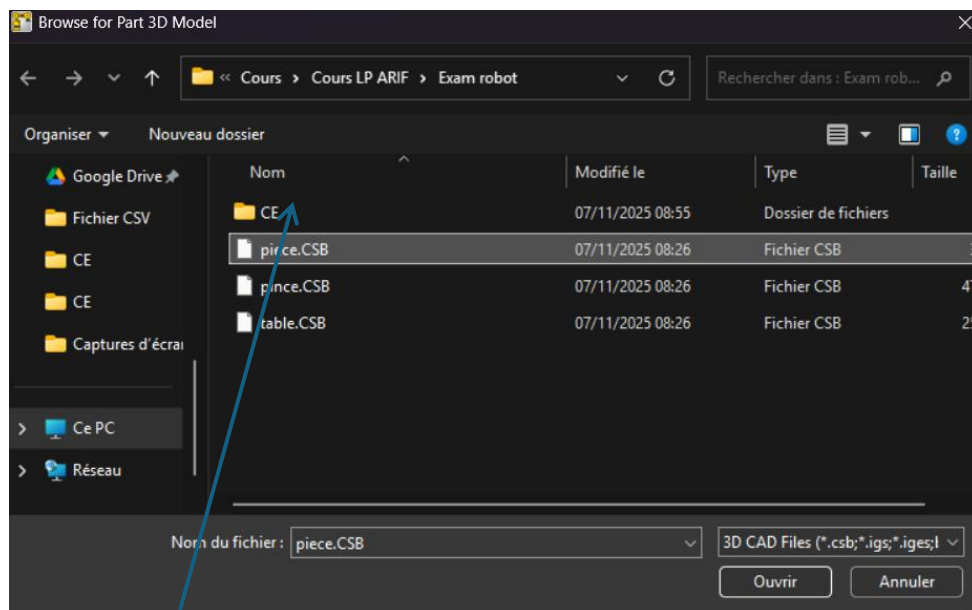 Browse for Part 3D Model
« Cours › Cours LP ARIF › Exam robot
Rechercher dans : Exam rob...
Organiser
Nouveau dossier
Nom Modifié le Type Taille
CE 07/11/2025 08:55 Dossier de fichiers
piece.CSB 07/11/2025 08:26 Fichier CSB
pince.CSB 07/11/2025 08:26 Fichier CSB
table.CSB 07/11/2025 08:26 Fichier CSB
Google Drive
Fichier CSV
CE
CE
Captures d'écra
Ce PC
Réseau
Nom du fichier : piece.CSB
3D CAD Files (*.csb;*.igs;*.iges;
Ouvrir Annuler